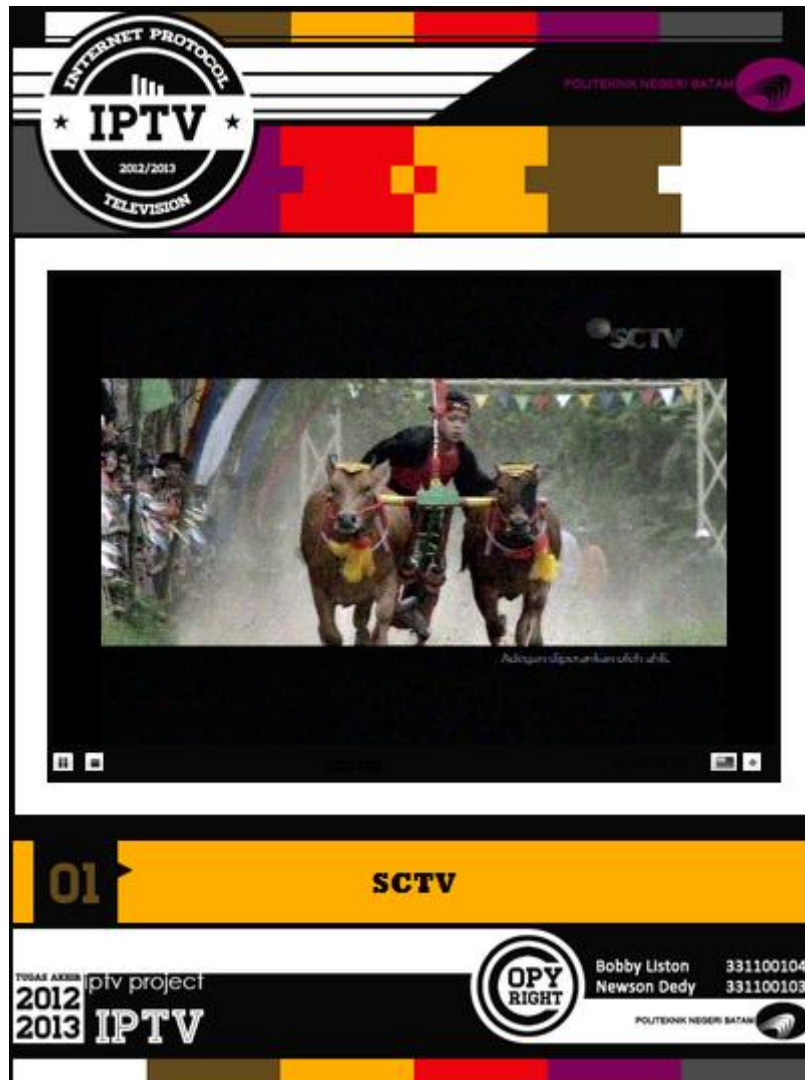 INTERNET PROTOCOL
IPTV
2012/2013
TELEVISION
POLITEKNIK NEGERI BATAM
SCTV
Adegan diperankan oleh ahli.
01
SCTV
TUGAS AKHIR
2012
2013
iptv project
IPTV
COPY
RIGHT
Bobby Liston 331100104
Newson Dedy 331100103
POLITEKNIK NEGERI BATAM